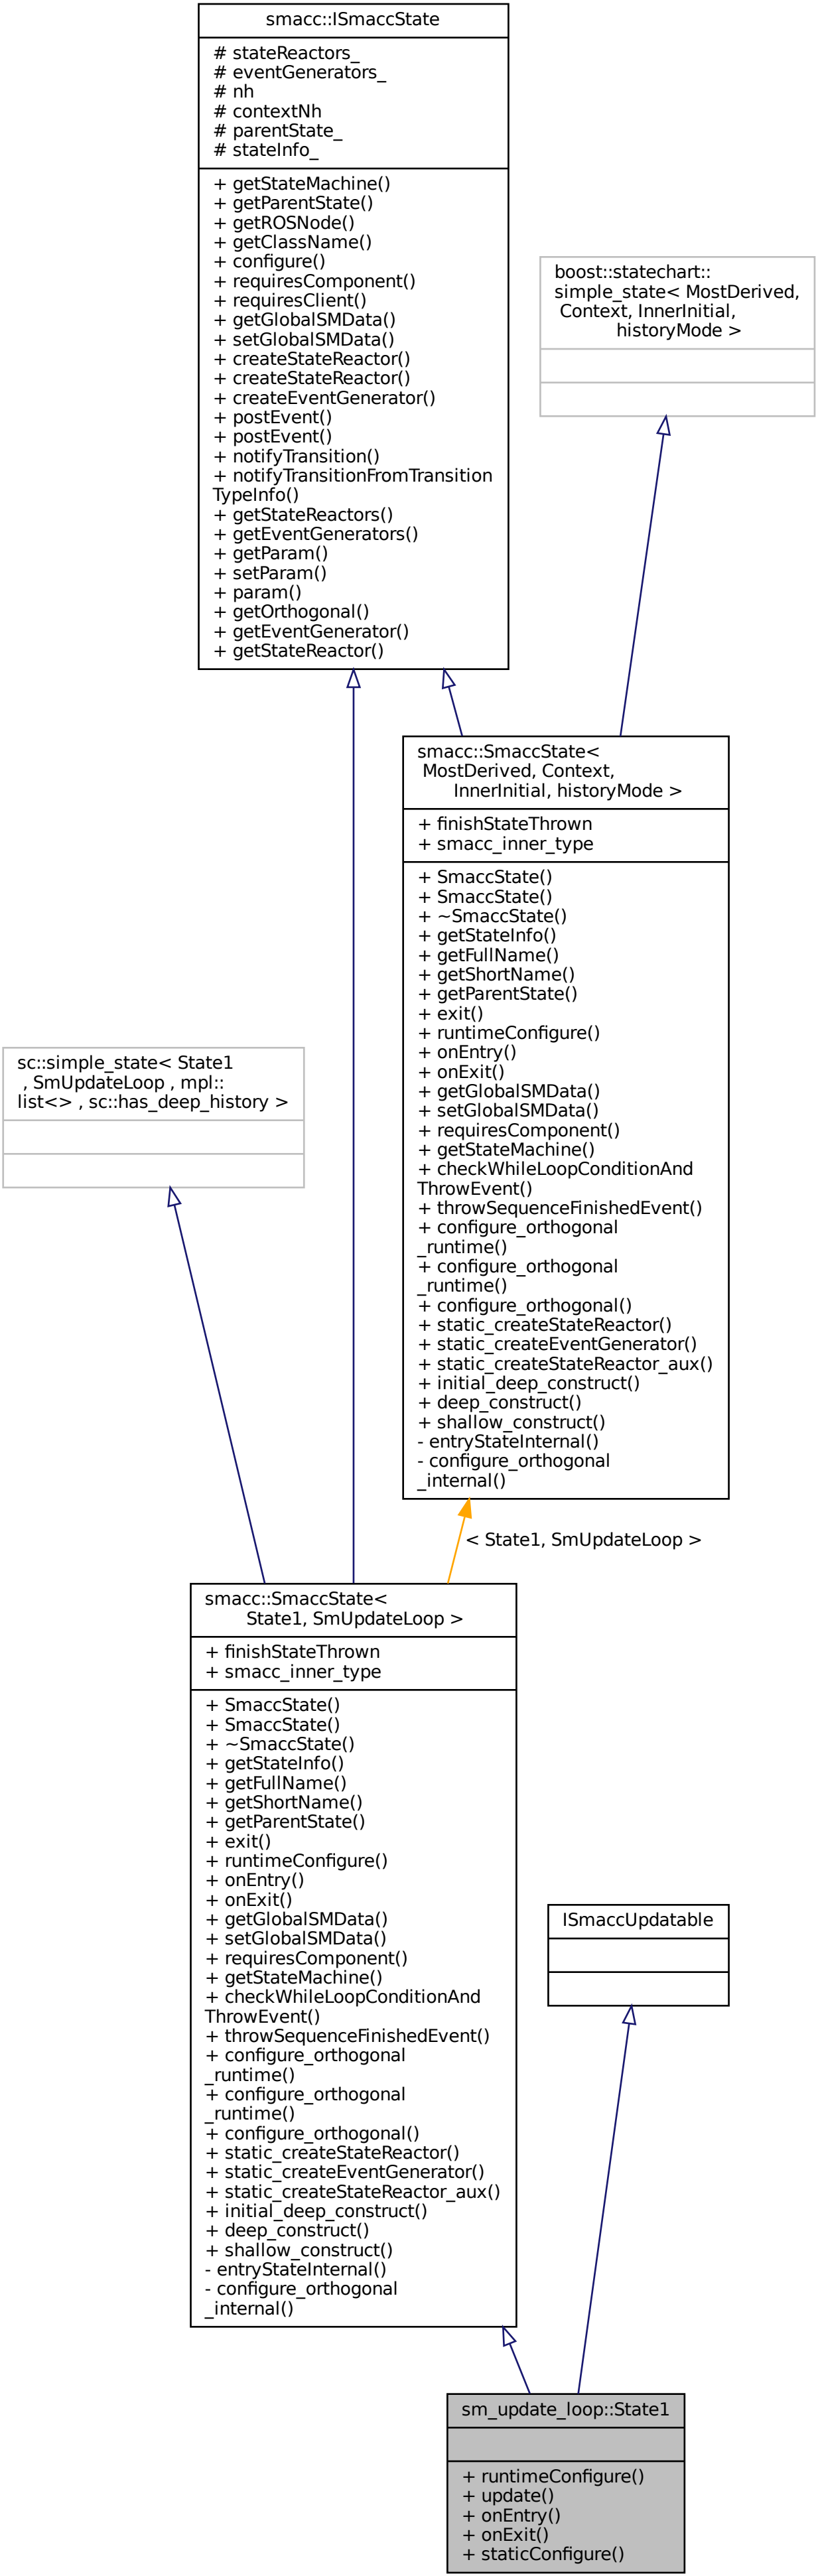 smacc::ISmaccState
# stateReactors_
# eventGenerators_
# nh
# contextNh
# parentState_
# stateInfo_
+ getStateMachine()
+ getParentState()
+ getROSNode()
+ getClassName()
+ configure()
+ requiresComponent()
+ requiresClient()
+ getGlobalSMData()
+ setGlobalSMData()
+ createStateReactor()
+ createStateReactor()
+ createEventGenerator()
+ postEvent()
+ postEvent()
+ notifyTransition()
+ notifyTransitionFromTransition
TypeInfo()
+ getStateReactors()
+ getEventGenerators()
+ getParam()
+ setParam()
+ param()
+ getOrthogonal()
+ getEventGenerator()
+ getStateReactor()
boost::statechart::
simple_state< MostDerived,
Context, InnerInitial,
historyMode >
smacc::SmaccState<
MostDerived, Context,
InnerInitial, historyMode >
+ finishStateThrown
+ smacc_inner_type
+ SmaccState()
+ SmaccState()
+ ~SmaccState()
+ getStateInfo()
+ getFullName()
+ getShortName()
+ getParentState()
+ exit()
+ runtimeConfigure()
+ onEntry()
+ onExit()
+ getGlobalSMData()
+ setGlobalSMData()
+ requiresComponent()
+ getStateMachine()
+ checkWhileLoopConditionAnd
ThrowEvent()
+ throwSequenceFinishedEvent()
+ configure_orthogonal
_runtime()
+ configure_orthogonal
_runtime()
+ configure_orthogonal()
+ static_createStateReactor()
+ static_createEventGenerator()
+ static_createStateReactor_aux()
+ initial_deep_construct()
+ deep_construct()
+ shallow_construct()
- entryStateInternal()
- configure_orthogonal
_internal()
sc::simple_state< State1
, SmUpdateLoop , mpl::
list<> , sc::has_deep_history >
< State1, SmUpdateLoop >
smacc::SmaccState<
State1, SmUpdateLoop >
+ finishStateThrown
+ smacc_inner_type
+ SmaccState()
+ SmaccState()
+ ~SmaccState()
+ getStateInfo()
+ getFullName()
+ getShortName()
+ getParentState()
+ exit()
+ runtimeConfigure()
+ onEntry()
+ onExit()
+ getGlobalSMData()
+ setGlobalSMData()
+ requiresComponent()
+ getStateMachine()
+ checkWhileLoopConditionAnd
ThrowEvent()
+ throwSequenceFinishedEvent()
+ configure_orthogonal
_runtime()
+ configure_orthogonal
_runtime()
+ configure_orthogonal()
+ static_createStateReactor()
+ static_createEventGenerator()
+ static_createStateReactor_aux()
+ initial_deep_construct()
+ deep_construct()
+ shallow_construct()
- entryStateInternal()
- configure_orthogonal
_internal()
ISmaccUpdatable
sm_update_loop::State1
+ runtimeConfigure()
+ update()
+ onEntry()
+ onExit()
+ staticConfigure()